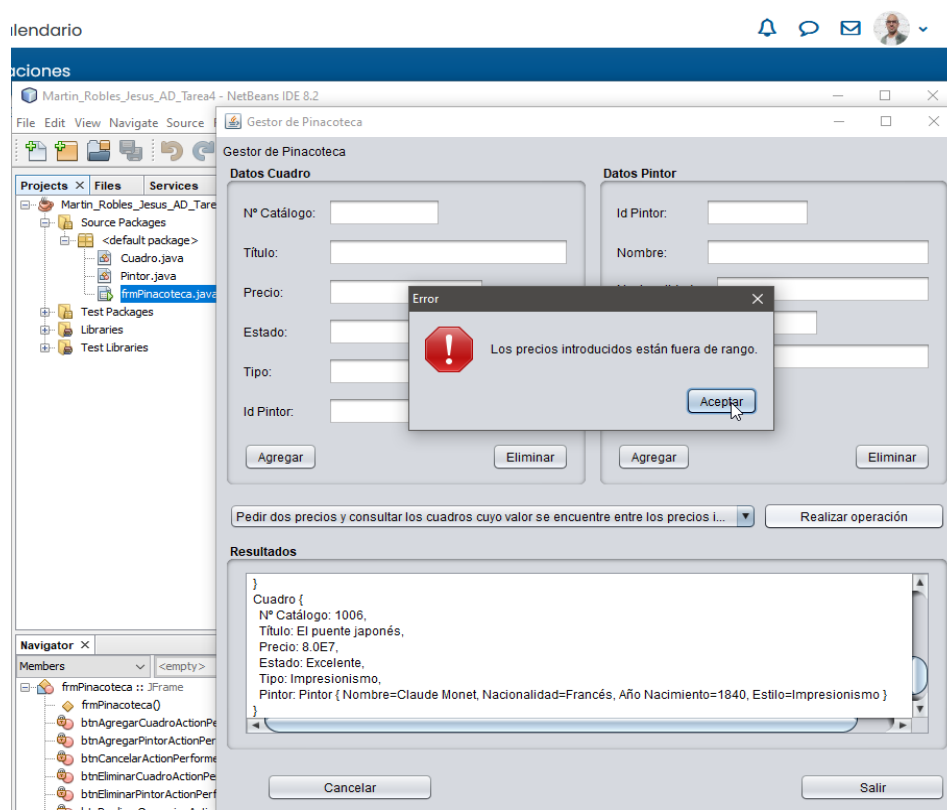 lendario
aciones
Martin_Robles_Jesus_AD_Tarea4 - NetBeans IDE 8.2
File Edit View Navigate Source
Gestor de Pinacoteca
Gestor de Pinacoteca
Projects Files Services
Martin_Robles_Jesus_AD_Tare
Source Packages
<default package>
Cuadro.java
Pintor.java
frmPinacoteca.java
Test Packages
Libraries
Test Libraries
Datos Cuadro
Nº Catálogo:
Título:
Precio:
Estado:
Tipo:
Id Pintor:
Agregar Eliminar
Datos Pintor
Id Pintor:
Nombre:
Agregar Eliminar
Error
Los precios introducidos están fuera de rango.
Aceptar
Pedir dos precios y consultar los cuadros cuyo valor se encuentre entre los precios i...
Realizar operación
Resultados
}
Cuadro {
Nº Catálogo: 1006,
Título: El puente japonés,
Precio: 8.0E7,
Estado: Excelente,
Tipo: Impresionismo,
Pintor: Pintor { Nombre=Claude Monet, Nacionalidad=Francés, Año Nacimiento=1840, Estilo=Impresionismo }
}
Navigator
Members <empty>
frmPinacoteca :: JFrame
frmPinacoteca()
btnAgregarCuadroActionPe
btnAgregarPintorActionPer
btnCancelarActionPerforme
btnEliminarCuadroActionPe
btnEliminarPintorActionPerf
Cancelar
Salir